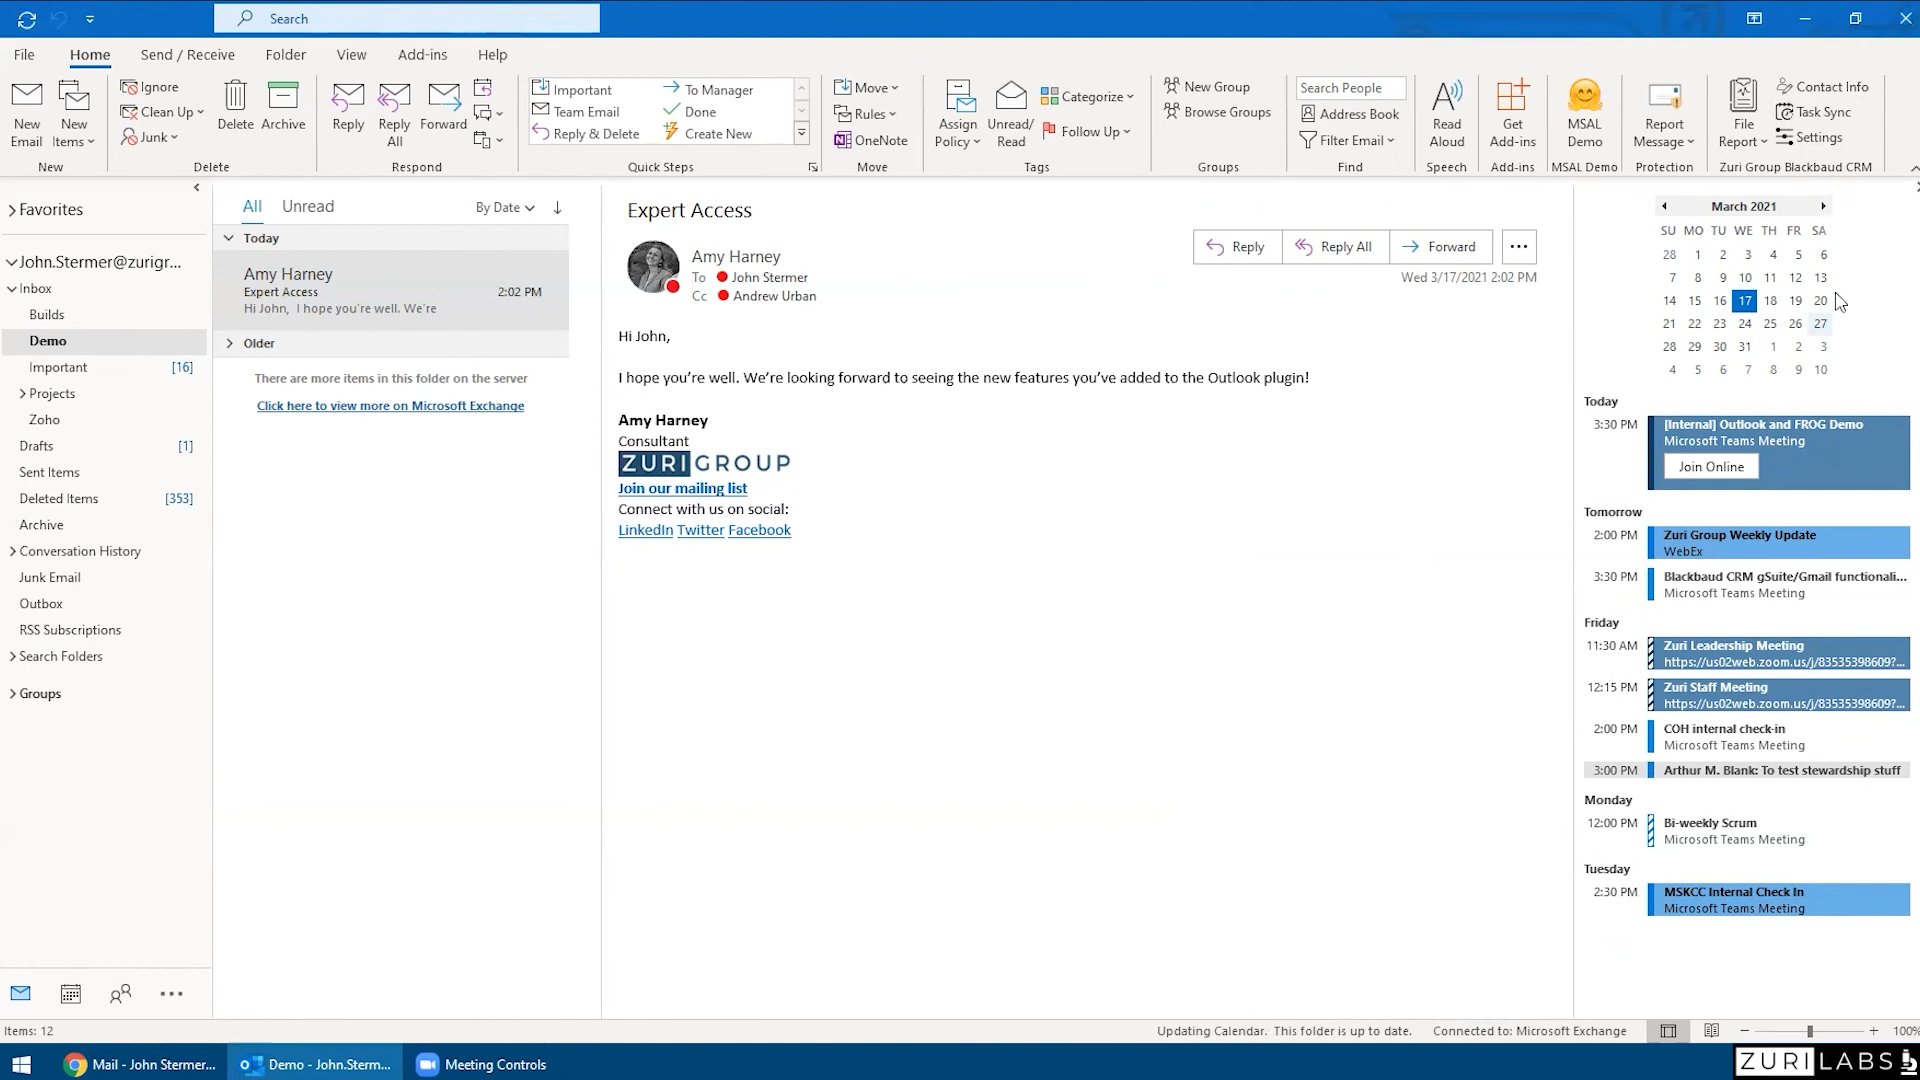 Search
File Home Send / Receive Folder View Add-ins Help
New Email
New Items
New
Ignore
Clean Up
Junk
Delete
Archive
Delete
Reply
Reply All
Forward
Respond
Important
Team Email
Reply & Delete
To Manager
Done
Create New
Quick Steps
Move
Rules
OneNote
Move
Assign Policy
Unread/ Read
Categorize
Follow Up
Tags
New Group
Browse Groups
Groups
Search People
Address Book
Filter Email
Find
Read Aloud
Speech
Get Add-ins
Add-ins
MSAL Demo
MSAL Demo
Report Message
Protection
File Report
Contact Info
Task Sync
Settings
Zuri Group Blackbaud CRM
Favorites
John.Stermer@zurigr...
Inbox
Builds
Demo
Important [16]
Projects
Zoho
Drafts [1]
Sent Items
Deleted Items [353]
Archive
Conversation History
Junk Email
Outbox
RSS Subscriptions
Search Folders
Groups
All Unread By Date
Today
Amy Harney
Expert Access 2:02 PM
Hi John, I hope you're well. We're
Older
There are more items in this folder on the server
Click here to view more on Microsoft Exchange
Expert Access
Amy Harney
To John Stermer
Cc Andrew Urban
Reply Reply All Forward
Wed 3/17/2021 2:02 PM
Hi John,
I hope you're well. We're looking forward to seeing the new features you've added to the Outlook plugin!
Amy Harney
Consultant
ZURI GROUP
Join our mailing list
Connect with us on social:
LinkedIn Twitter Facebook
March 2021
SU MO TU WE TH FR SA
28 1 2 3 4 5 6
7 8 9 10 11 12 13
14 15 16 17 18 19 20
21 22 23 24 25 26 27
28 29 30 31 1 2 3
4 5 6 7 8 9 10
Today
3:30 PM [Internal] Outlook and FROG Demo
Microsoft Teams Meeting
Join Online
Tomorrow
2:00 PM Zuri Group Weekly Update
WebEx
3:30 PM Blackbaud CRM gSuite/Gmail functionali...
Microsoft Teams Meeting
Friday
11:30 AM Zuri Leadership Meeting
https://us02web.zoom.us/j/83535398609?...
12:15 PM Zuri Staff Meeting
https://us02web.zoom.us/j/83535398609?...
2:00 PM COH internal check-in
Microsoft Teams Meeting
3:00 PM Arthur M. Blank: To test stewardship stuff
Monday
12:00 PM Bi-weekly Scrum
Microsoft Teams Meeting
Tuesday
2:30 PM MSKCC Internal Check In
Microsoft Teams Meeting
Items: 12
Updating Calendar. This folder is up to date. Connected to: Microsoft Exchange 100%
Mail - John Stermer...
Demo - John.Sterm...
Meeting Controls
ZURI LABS